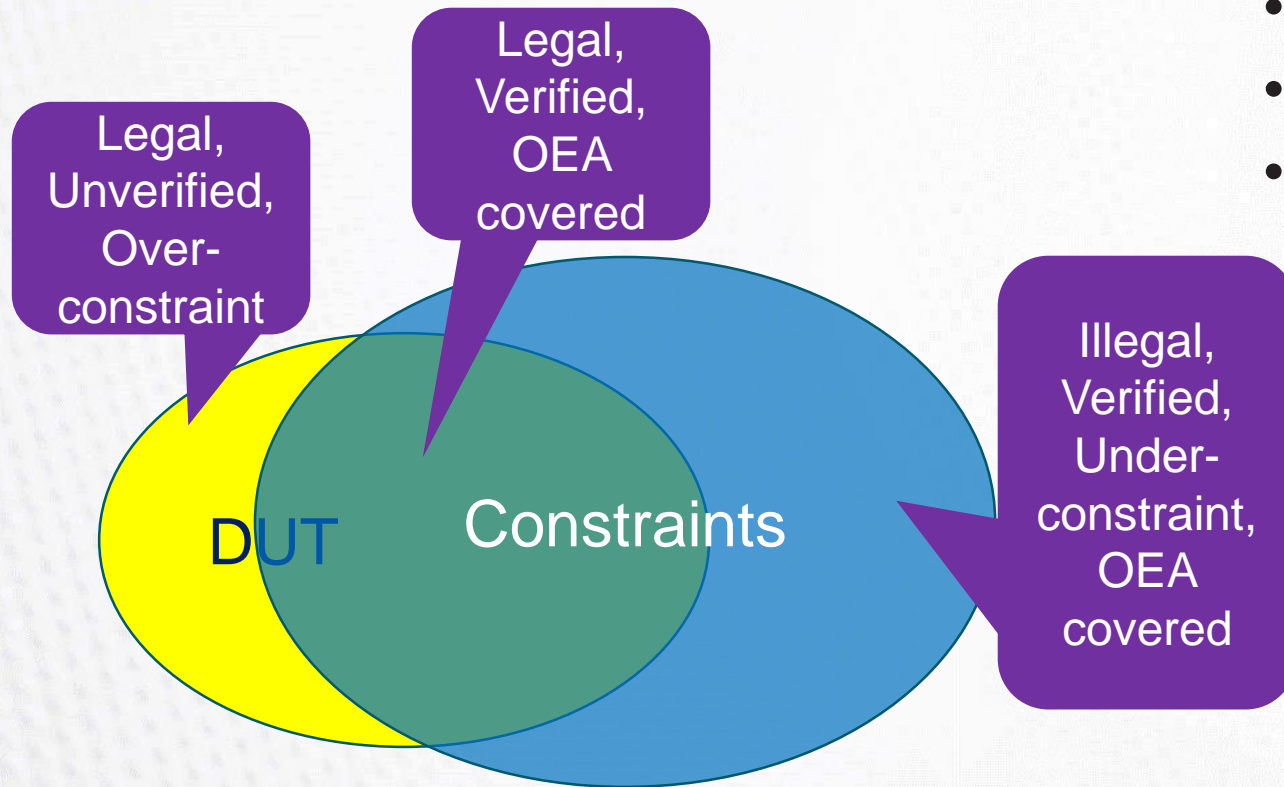 Legal,
Unverified,
Over-
constraint
Legal,
Verified,
OEA
covered
Illegal,
Verified,
Under-
constraint,
OEA
covered
DUT
Constraints